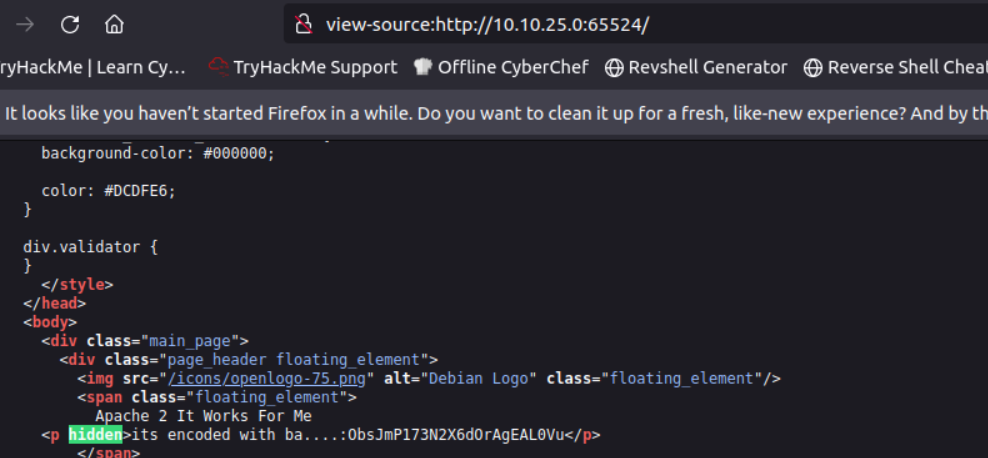 view-source:http://10.10.25.0:65524/
ryHackMe | Learn Cy… TryHackMe Support Offline CyberChef Revshell Generator Reverse Shell Cheat
It looks like you haven’t started Firefox in a while. Do you want to clean it up for a fresh, like-new experience? And by th
background-color: #000000;
color: #DCDFE6;
}
div.validator {
}
</style>
</head>
<body>
<div class="main_page">
<div class="page_header floating_element">
<img src="/icons/openlogo-75.png" alt="Debian Logo" class="floating_element"/>
<span class="floating_element">
Apache 2 It Works For Me
<p hidden>its encoded with ba....:ObsJmP173N2X6dOrAgEAL0Vu</p>
</span>